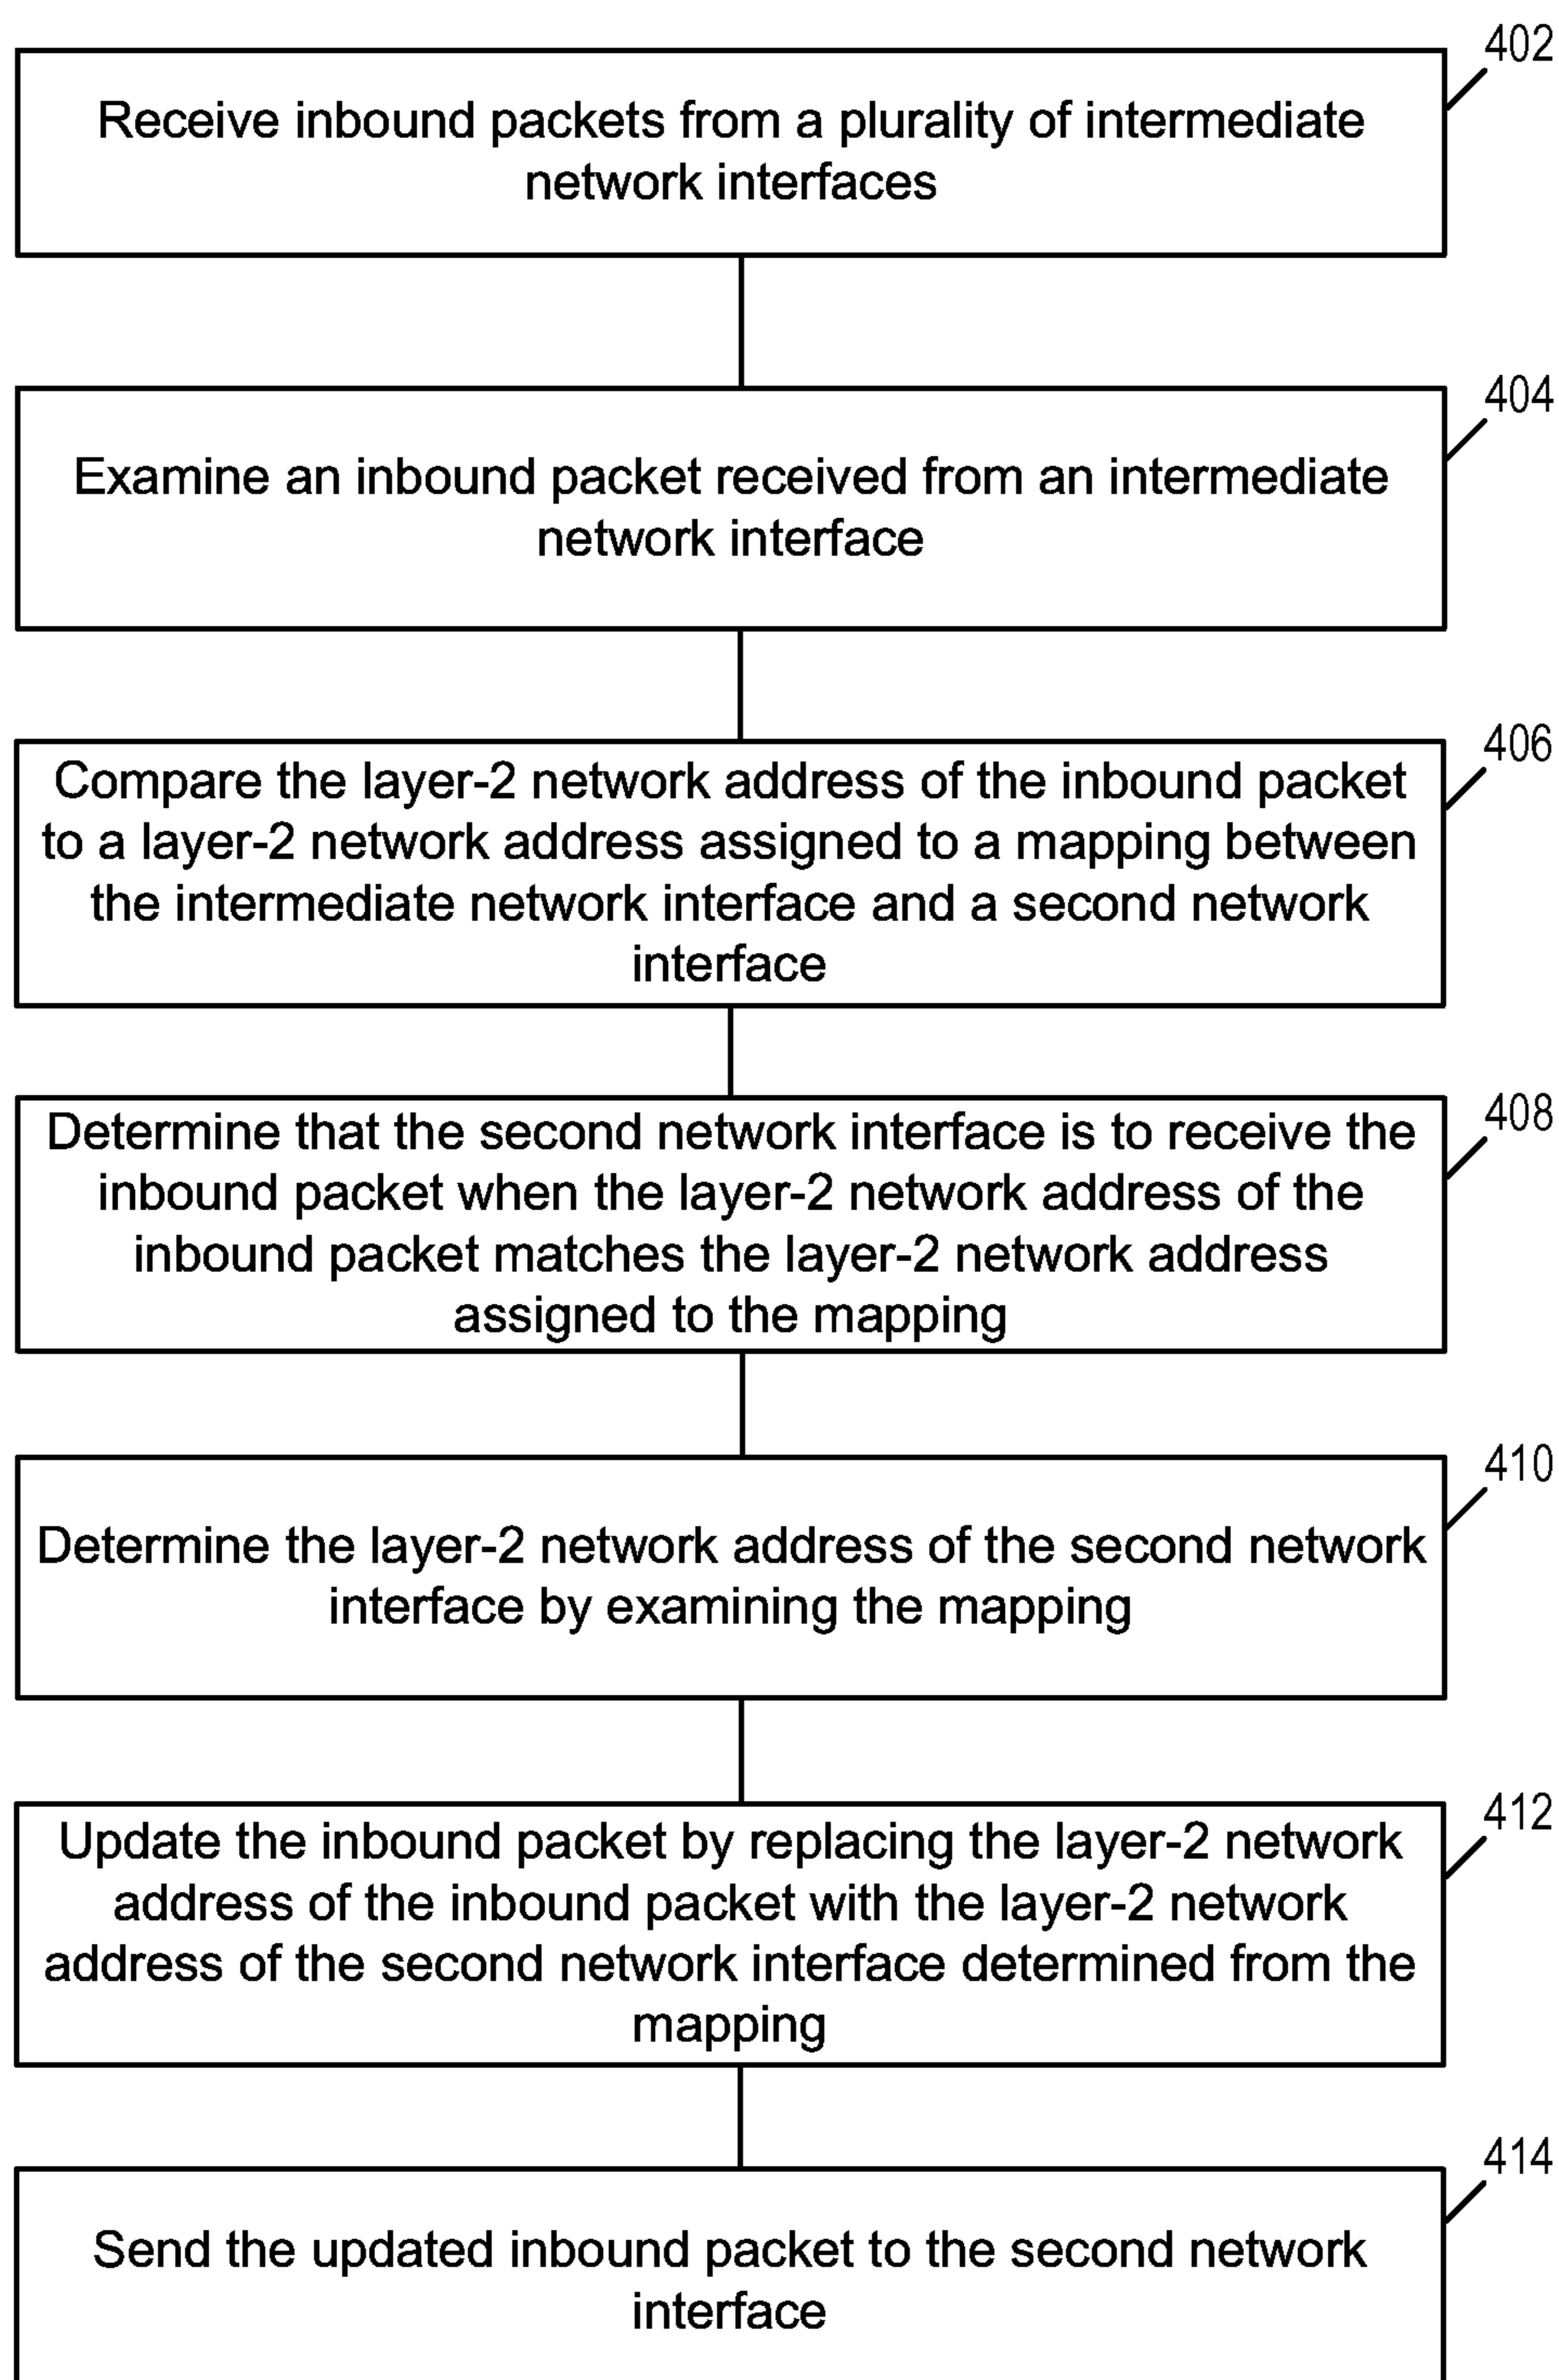 402
Receive inbound packets from a plurality of intermediate
network interfaces
404
Examine an inbound packet received from an intermediate
network interface
406
Compare the layer-2 network address of the inbound packet
to a layer-2 network address assigned to a mapping between
the intermediate network interface and a second network
interface
408
Determine that the second network interface is to receive the
inbound packet when the layer-2 network address of the
inbound packet matches the layer-2 network address
assigned to the mapping
410
Determine the layer-2 network address of the second network
interface by examining the mapping
412
Update the inbound packet by replacing the layer-2 network
address of the inbound packet with the layer-2 network
address of the second network interface determined from the
mapping
414
Send the updated inbound packet to the second network
interface